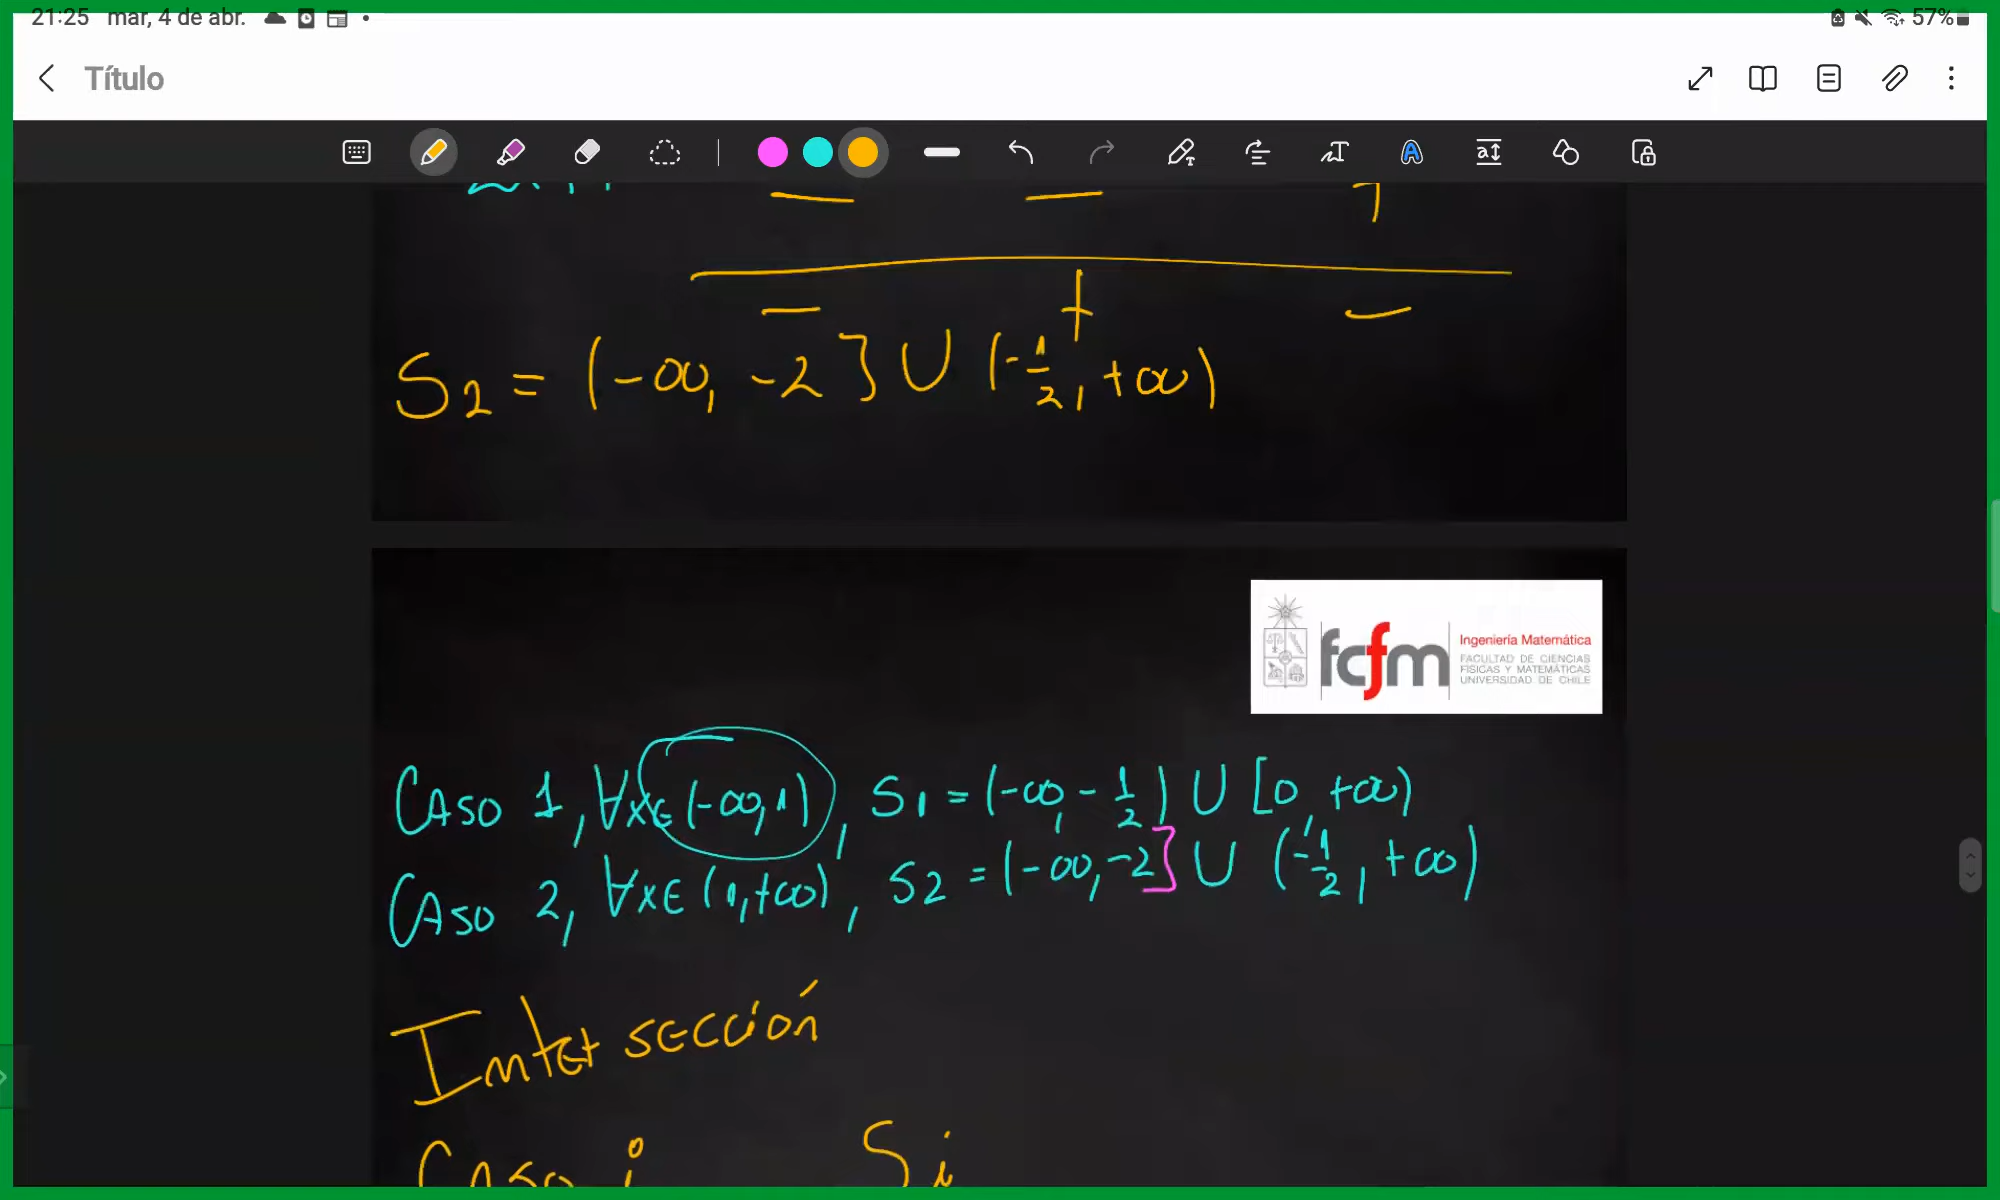 21:25 mar, 4 de abr. 57%
Título
S₂ = (-∞, -2] ∪ (-1/2, +∞)
fcfm
Ingeniería Matemática
FACULTAD DE CIENCIAS
FÍSICAS Y MATEMÁTICAS
UNIVERSIDAD DE CHILE
CASO 1, ∀x∈(-∞,1), S₁ = (-∞, -1/2) ∪ [0, +∞)
CASO 2, ∀x∈(1,+∞), S₂ = (-∞,-2] ∪ (-1/2, +∞)
Intersección
Caso i Si